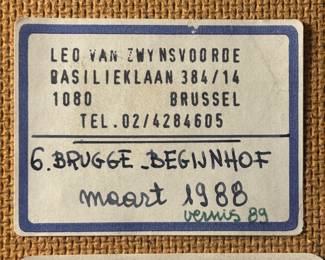 LEO VAN ZWYNSVOORDE
BASILIEKLAAN 384/14
1080 BRUSSEL
TEL. 02/4284605
6. BRUGGE - BEGIJNHOF
maart 1988
vernis 89